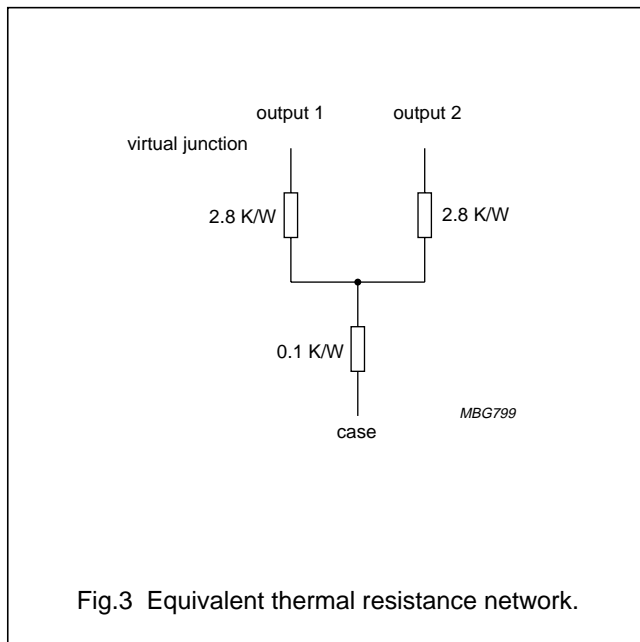 output 1 output 2
virtual junction
2.8 K/W 2.8 K/W
0.1 K/W
MBG799
case
Fig.3 Equivalent thermal resistance network.